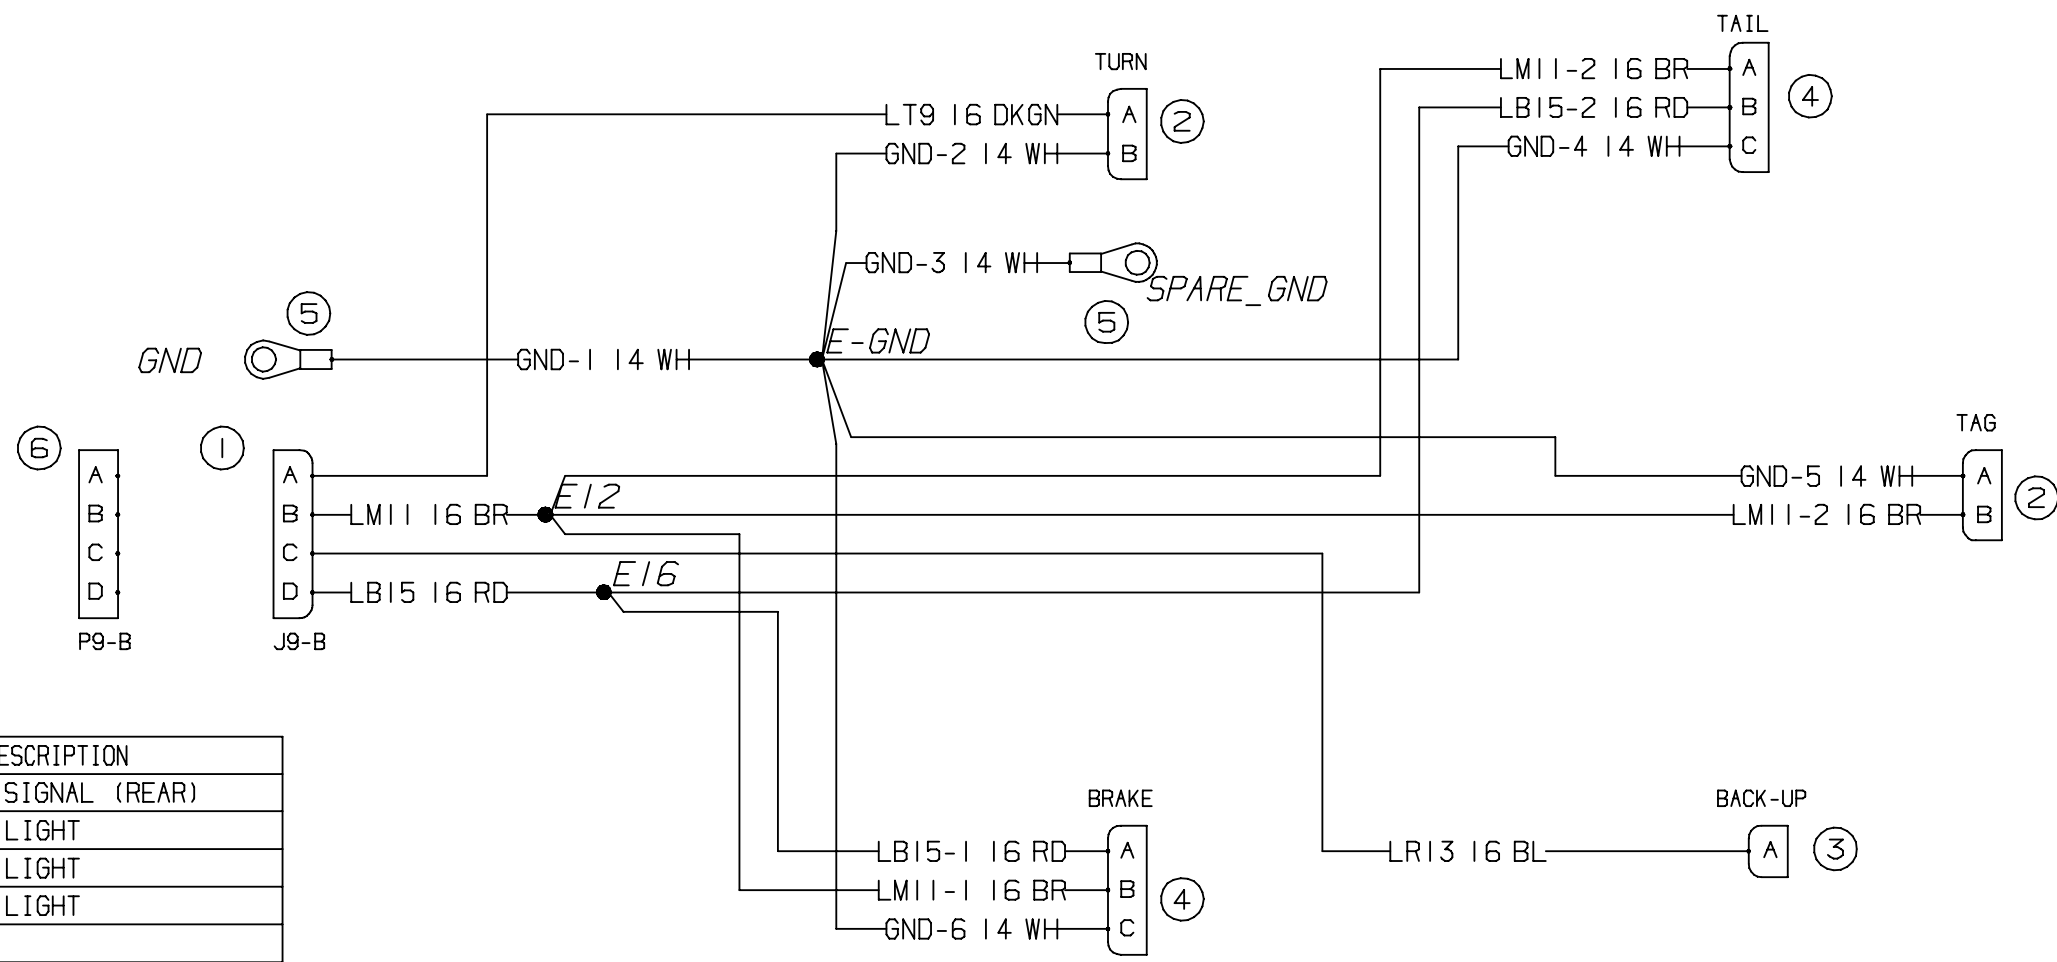 TAIL
TURN
LM11-2 16 BR
A
4
LB15-2 16 RD
B
GND-4 14 WH
C
LT9 16 DKGN
A
2
GND-2 14 WH
B
GND-3 14 WH
SPARE_GND
5
5
GND
GND-1 14 WH
E-GND
TAG
6
1
A
A
GND-5 14 WH
A
2
B
B
LM11 16 BR
E12
LM11-2 16 BR
B
C
C
D
D
LB15 16 RD
E16
P9-B
J9-B
ESCRIPTION
SIGNAL (REAR)
LIGHT
LIGHT
LIGHT
BRAKE
BACK-UP
LB15-1 16 RD
A
LR13 16 BL
A
3
LM11-1 16 BR
B
4
GND-6 14 WH
C